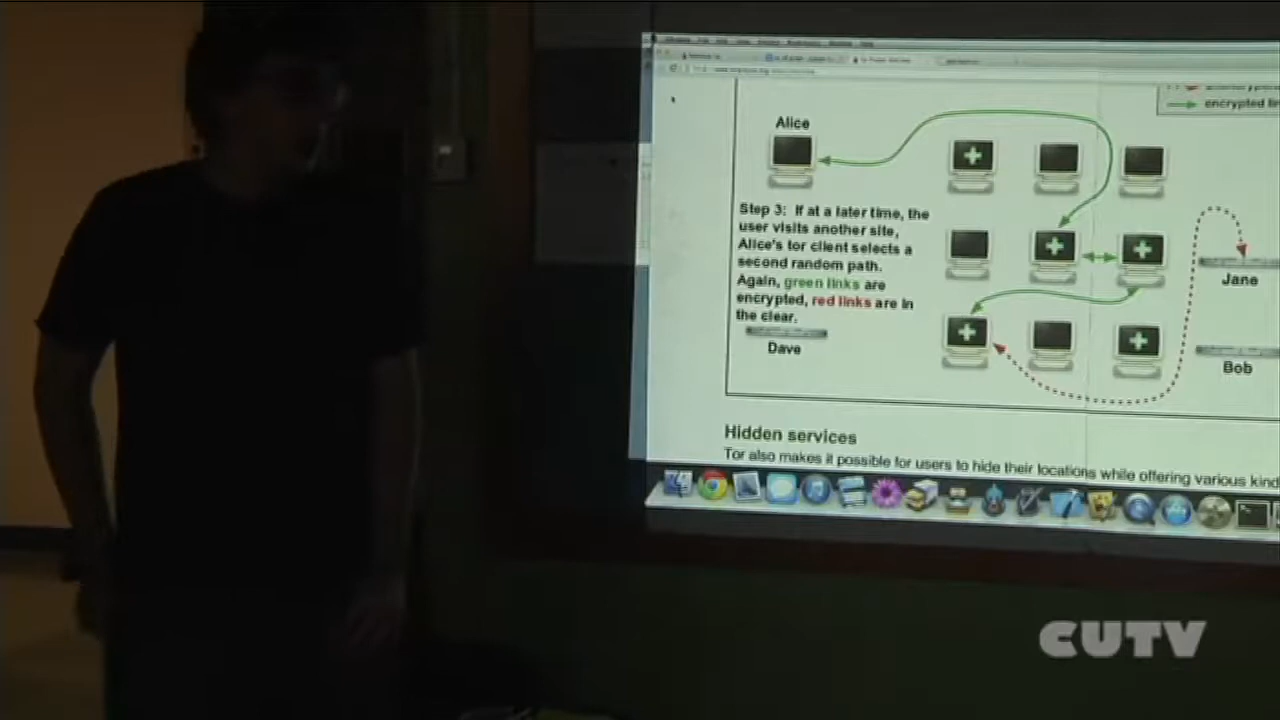 encrypted
Alice
Step 3: If at a later time, the
user visits another site,
Alice's tor client selects a
second random path.
Again, green links are
encrypted, red links are in
the clear.
Dave
Jane
Bob
Hidden services
Tor also makes it possible for users to hide their locations while offering various
CUTV